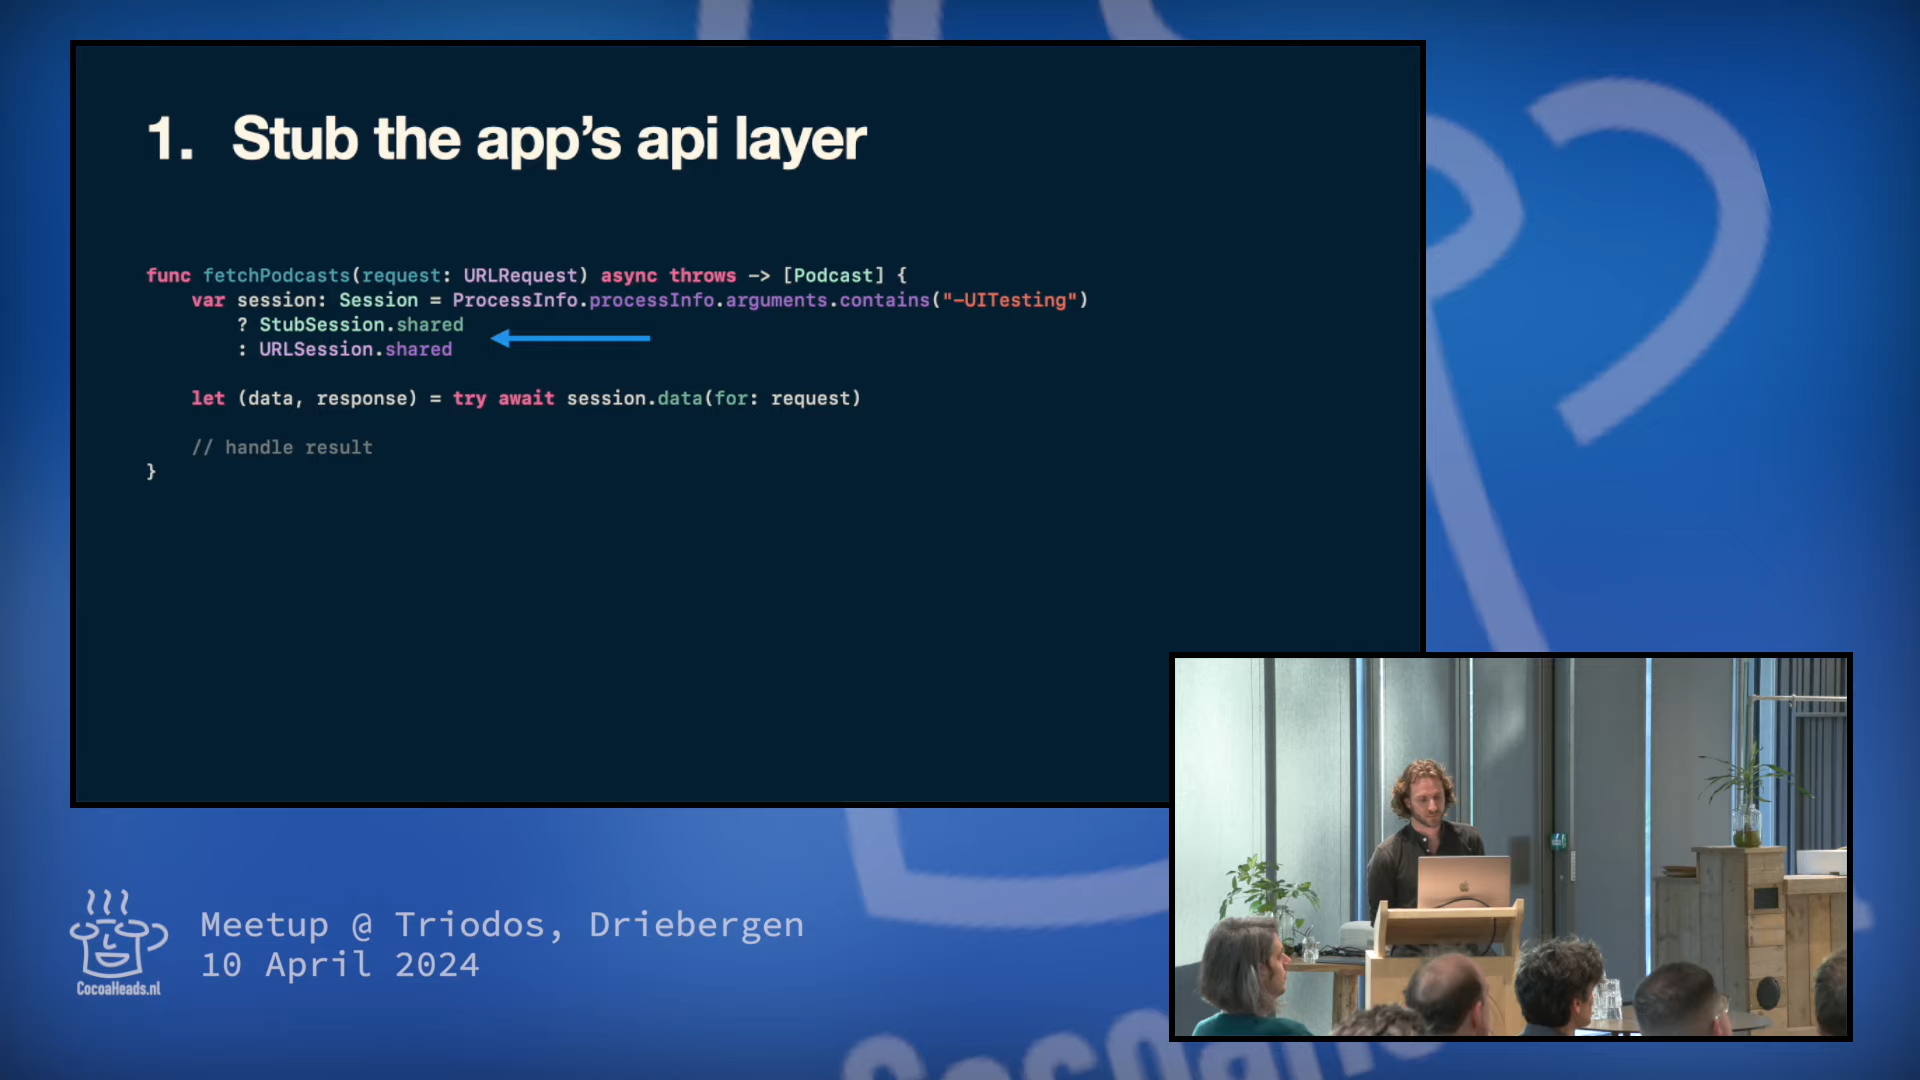 1. Stub the app's api layer
func fetchPodcasts(request: URLRequest) async throws -> [Podcast] {
    var session: Session = ProcessInfo.processInfo.arguments.contains("-UITesting")
        ? StubSession.shared
        : URLSession.shared
    let (data, response) = try await session.data(for: request)
    // handle result
}
Meetup @ Triodos, Driebergen
10 April 2024
CocoaHeads.nl